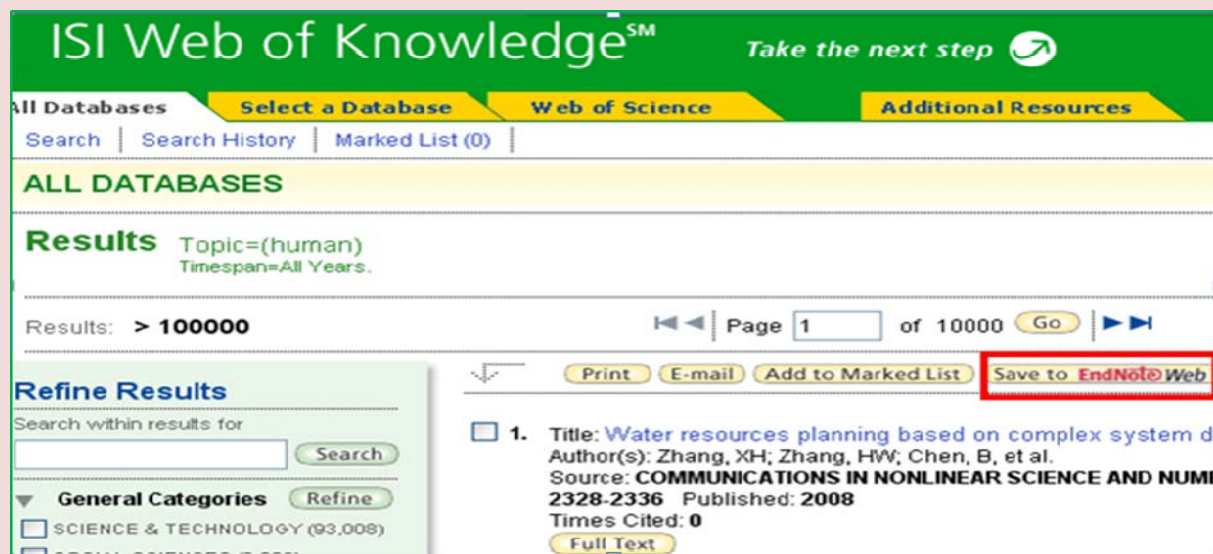 ISI Web of Knowledge SM Take the next step
All Databases Select a Database Web of Science Additional Resources
Search Search History Marked List (0)
ALL DATABASES
Results Topic=(human)
Timespan=All Years.
Results: > 100000 Page 1 of 10000 Go
Print E-mail Add to Marked List Save to EndNote Web
Refine Results
Search within results for
Search
General Categories Refine
SCIENCE & TECHNOLOGY (93,008)
1. Title: Water resources planning based on complex system d
Author(s): Zhang, XH; Zhang, HW; Chen, B, et al.
Source: COMMUNICATIONS IN NONLINEAR SCIENCE AND NUM
2328-2336 Published: 2008
Times Cited: 0
Full Text